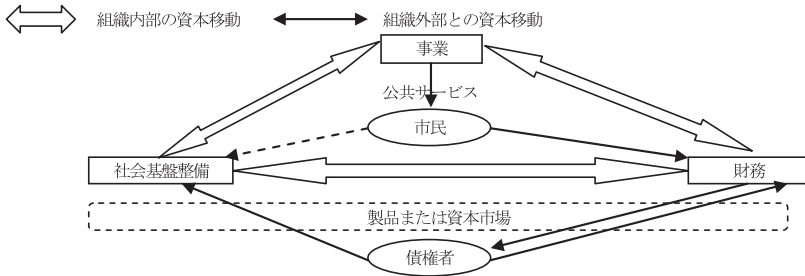 組織内部の資本移動 組織外部との資本移動
事業
公共サービス
市民
社会基盤整備 財務
製品または資本市場
債権者